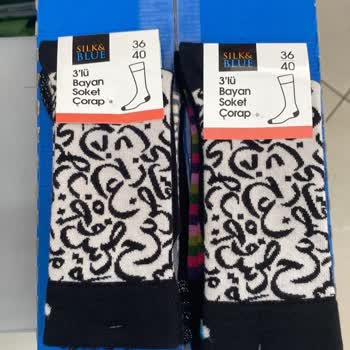 SILK&
BLUE
36
40
3'lü
Bayan
Soket
Çorap
SILK&
BLUE
36
40
3'lü
Bayan
Soket
Çorap